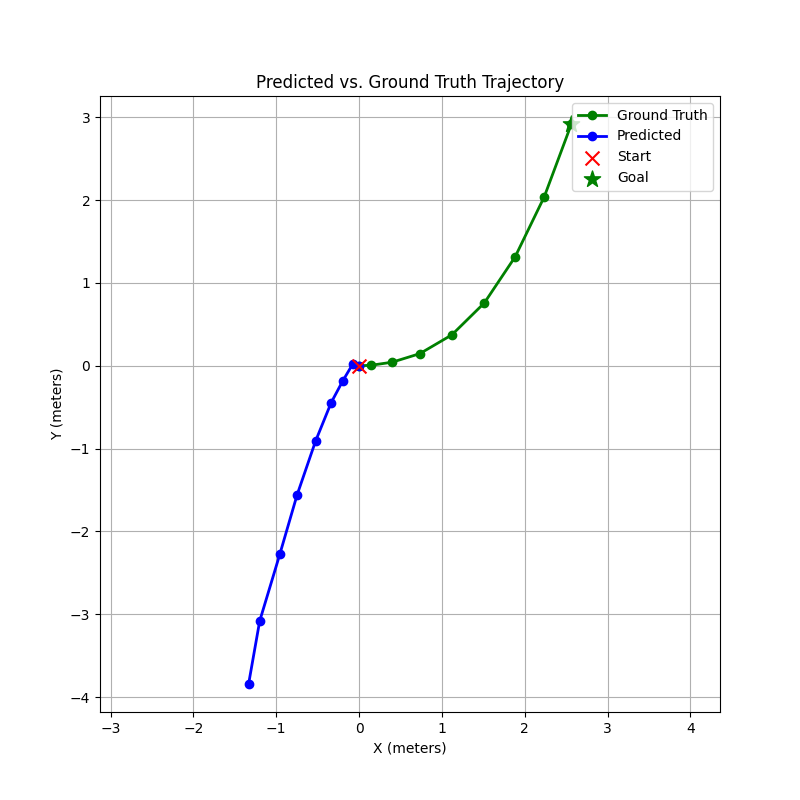 Predicted vs. Ground Truth Trajectory
Ground Truth
Predicted
Start
Goal
3
2
1
0
−1
−2
−3
−4
Y (meters)
−3 −2 −1 0 1 2 3 4
X (meters)